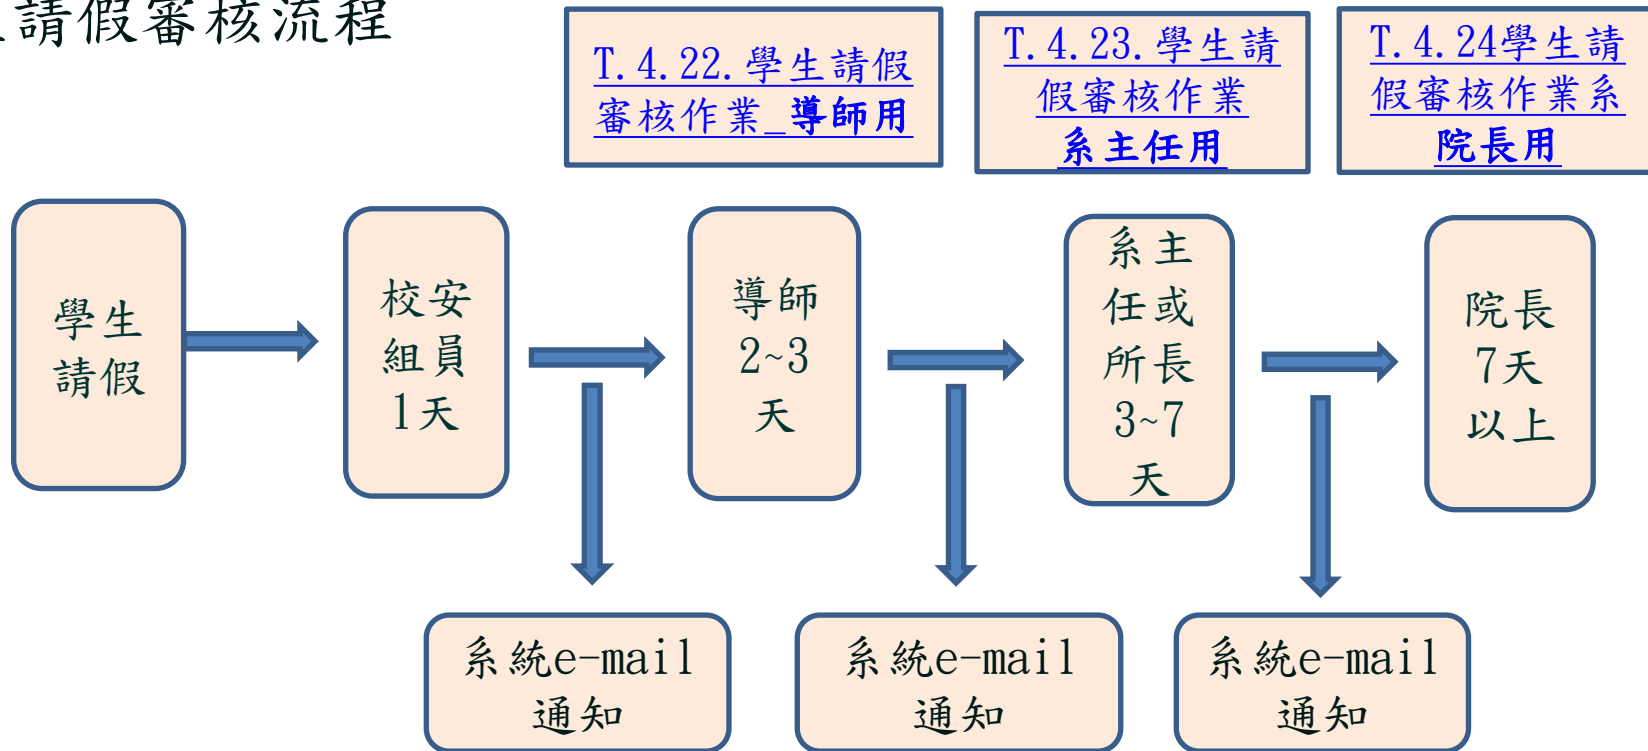 請假審核流程
T.4.22.學生請假
審核作業_導師用
T.4.23.學生請
假審核作業
系主任用
T.4.24學生請
假審核作業系
院長用
學生
請假
校安
組員
1天
導師
2~3
天
系主
任或
所長
3~7
天
院長
7天
以上
系統e-mail
通知
系統e-mail
通知
系統e-mail
通知